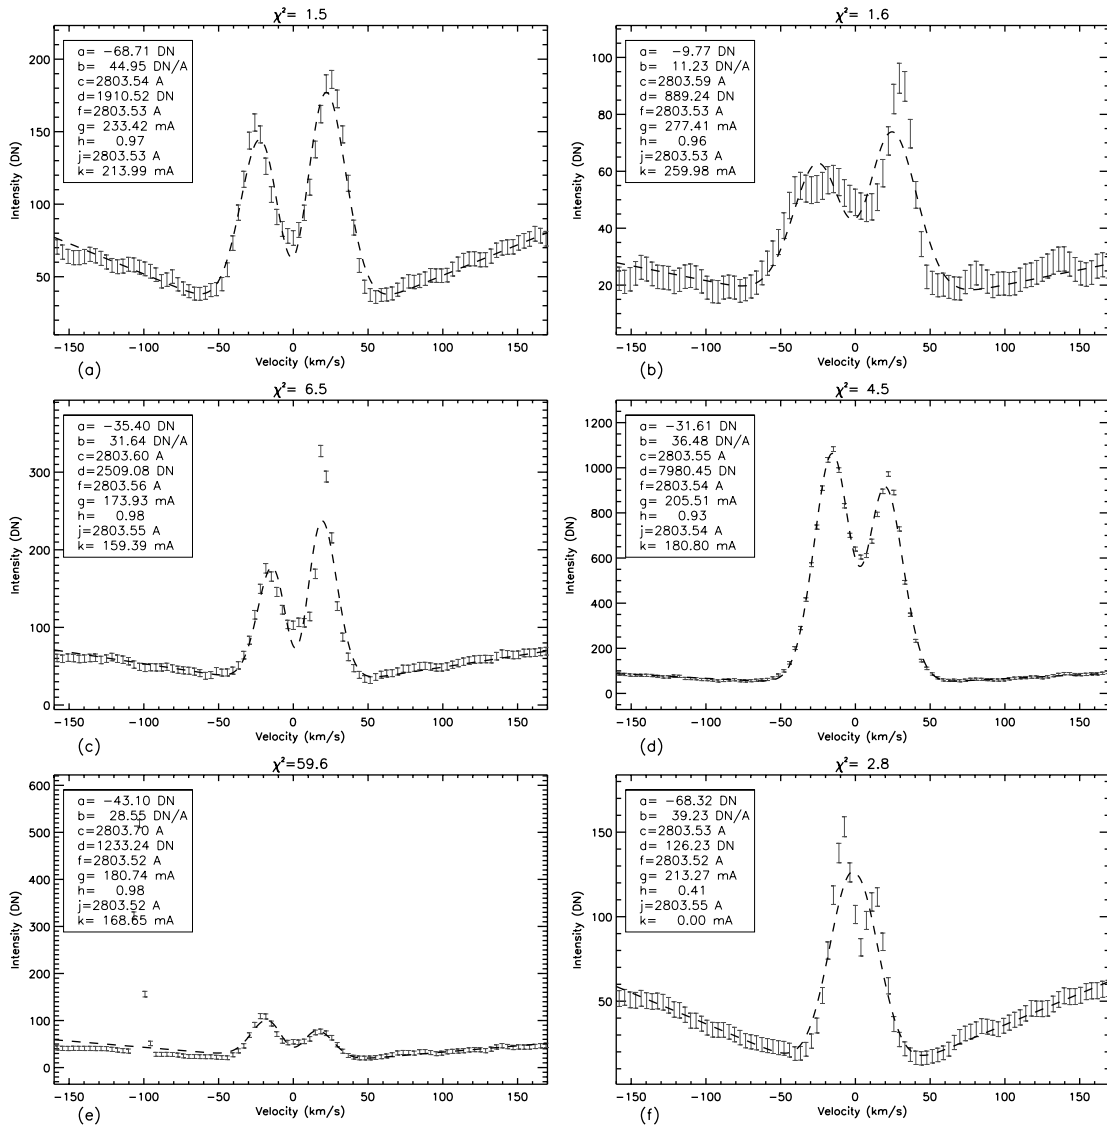 χ²= 1.5
a= −68.71 DN
b= 44.95 DN/A
c=2803.54 A
d=1910.52 DN
f=2803.53 A
g= 233.42 mA
h= 0.97
j=2803.53 A
k= 213.99 mA
Intensity (DN)
200
150
100
50
−150 −100 −50 0 50 100 150
Velocity (km/s)
(a)
χ²= 1.6
a= −9.77 DN
b= 11.23 DN/A
c=2803.59 A
d= 889.24 DN
f=2803.53 A
g= 277.41 mA
h= 0.96
j=2803.53 A
k= 259.98 mA
Intensity (DN)
100
80
60
40
20
−150 −100 −50 0 50 100 150
Velocity (km/s)
(b)
χ²= 6.5
a= −35.40 DN
b= 31.64 DN/A
c=2803.60 A
d=2509.08 DN
f=2803.56 A
g= 173.93 mA
h= 0.98
j=2803.55 A
k= 159.39 mA
Intensity (DN)
300
200
100
0
−150 −100 −50 0 50 100 150
Velocity (km/s)
(c)
χ²= 4.5
a= −31.61 DN
b= 36.48 DN/A
c=2803.55 A
d=7980.45 DN
f=2803.54 A
g= 205.51 mA
h= 0.93
j=2803.54 A
k= 180.80 mA
Intensity (DN)
1200
1000
800
600
400
200
0
−150 −100 −50 0 50 100 150
Velocity (km/s)
(d)
χ²=59.6
a= −43.10 DN
b= 28.55 DN/A
c=2803.70 A
d=1233.24 DN
f=2803.52 A
g= 180.74 mA
h= 0.98
j=2803.52 A
k= 168.65 mA
Intensity (DN)
600
500
400
300
200
100
0
−150 −100 −50 0 50 100 150
Velocity (km/s)
(e)
χ²= 2.8
a= −68.32 DN
b= 39.23 DN/A
c=2803.53 A
d= 126.23 DN
f=2803.52 A
g= 213.27 mA
h= 0.41
j=2803.55 A
k= 0.00 mA
Intensity (DN)
150
100
50
−150 −100 −50 0 50 100 150
Velocity (km/s)
(f)